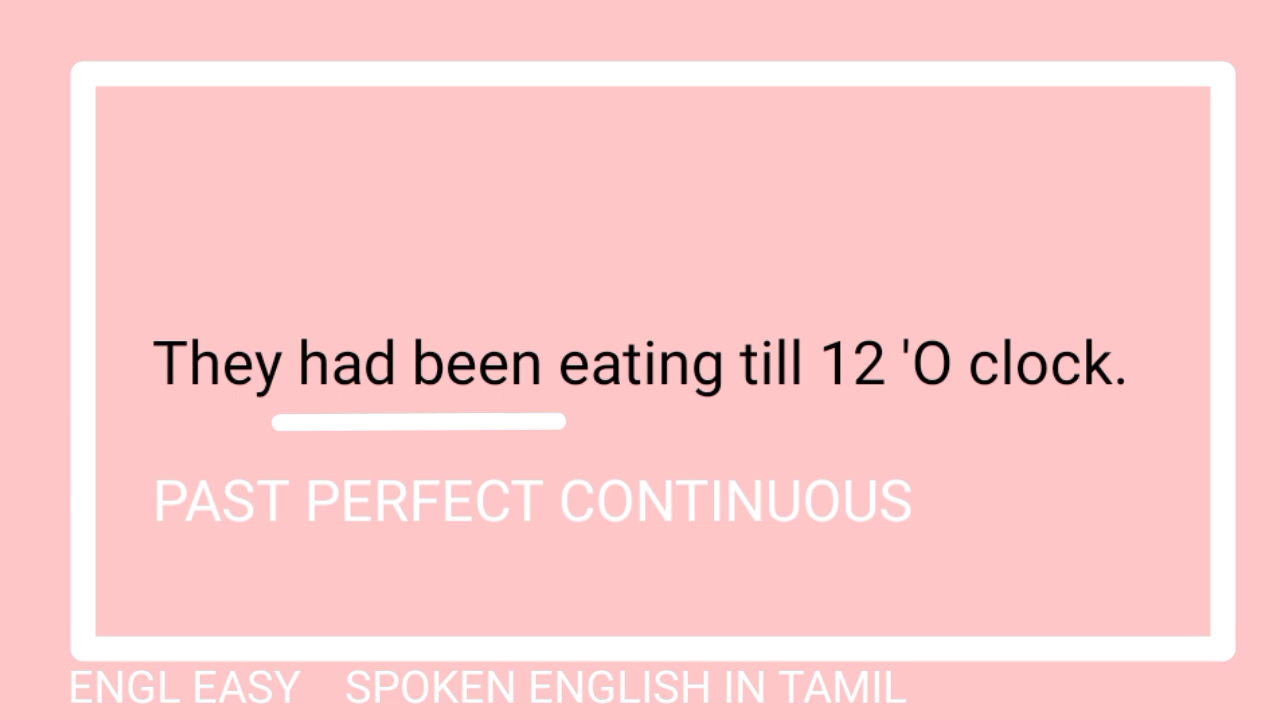 They had been eating till 12 'O clock.
PAST PERFECT CONTINUOUS
ENGL EASY SPOKEN ENGLISH IN TAMIL